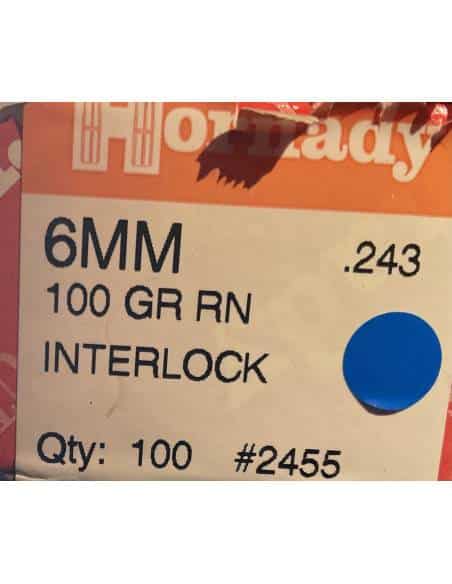 Hornady
6MM .243
100 GR RN
INTERLOCK
Qty: 100 #2455